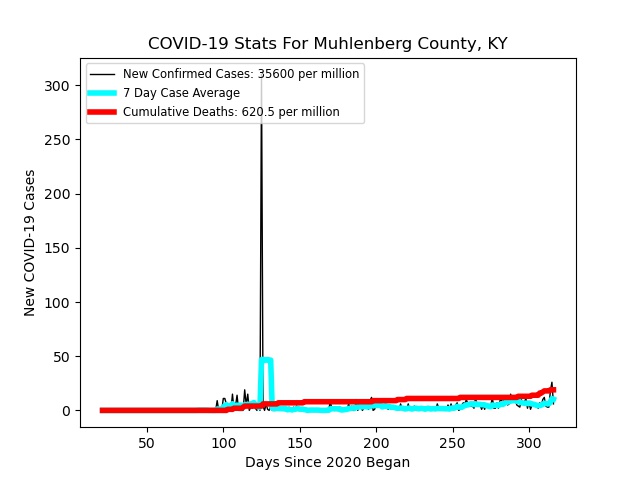 COVID-19 Stats For Muhlenberg County, KY
New Confirmed Cases: 35600 per million
7 Day Case Average
Cumulative Deaths: 620.5 per million
New COVID-19 Cases
300
250
200
150
100
50
0
50 100 150 200 250 300
Days Since 2020 Began